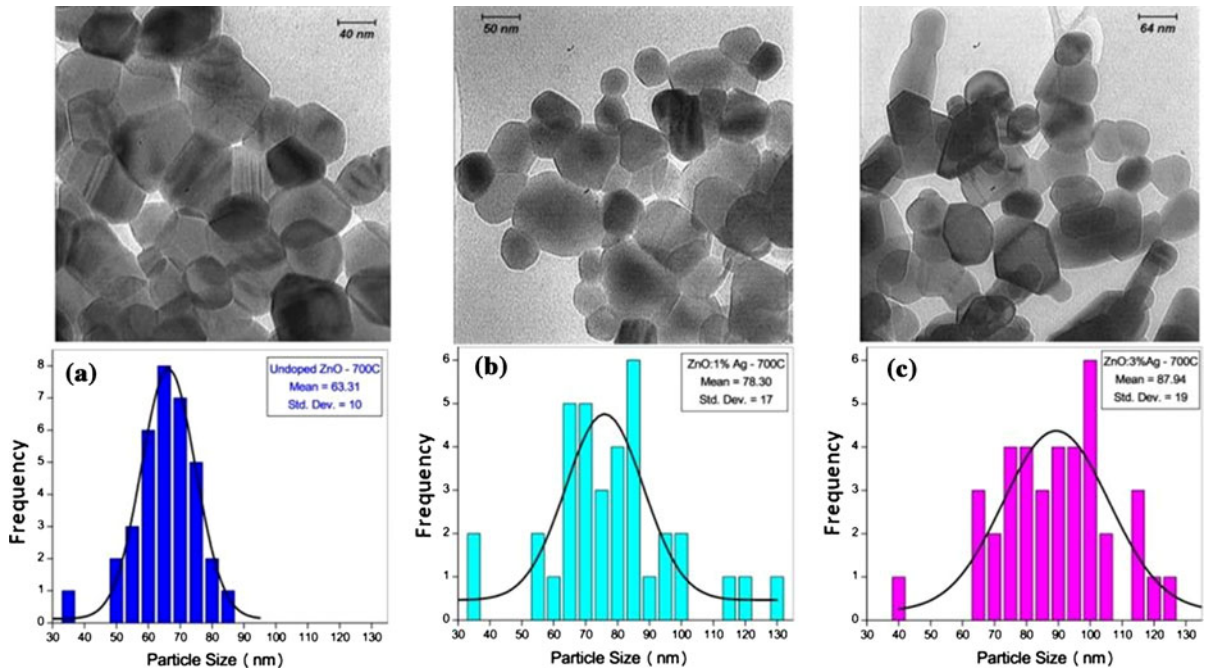 40 nm
50 nm
64 nm
(a)
Undoped ZnO - 700C
Mean = 63.31
Std. Dev. = 10
8
7
6
5
4
3
2
1
0
Frequency
30 40 50 60 70 80 90 100 110 120 130
Particle Size ( nm )
(b)
ZnO:1% Ag - 700C
Mean = 78.30
Std. Dev. = 17
6
5
4
3
2
1
0
Frequency
30 40 50 60 70 80 90 100 110 120 130
Particle Size ( nm )
(c)
ZnO:3%Ag - 700C
Mean = 87.94
Std. Dev. = 19
6
5
4
3
2
1
0
Frequency
30 40 50 60 70 80 90 100 110 120 130
Particle Size ( nm )